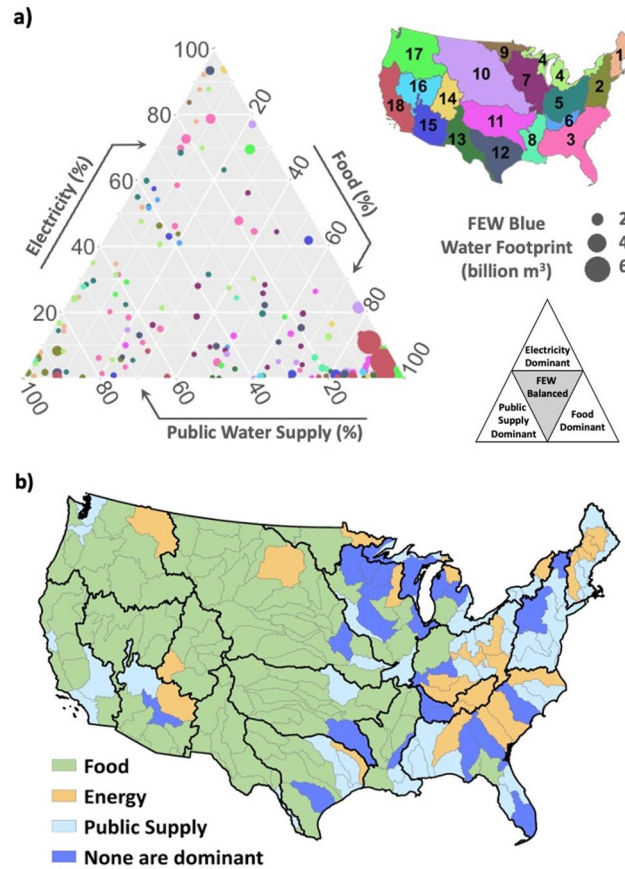 a)
100
80
60
40
20
100
80
60
40
20
100
20
40
60
80
100
Electricity (%)
Food (%)
Public Water Supply (%)
1
2
3
4
4
5
6
7
8
9
10
11
12
13
14
15
16
17
18
FEW Blue
Water Footprint
(billion m³)
2
4
6
Electricity
Dominant
FEW
Balanced
Public
Supply
Dominant
Food
Dominant
b)
Food
Energy
Public Supply
None are dominant